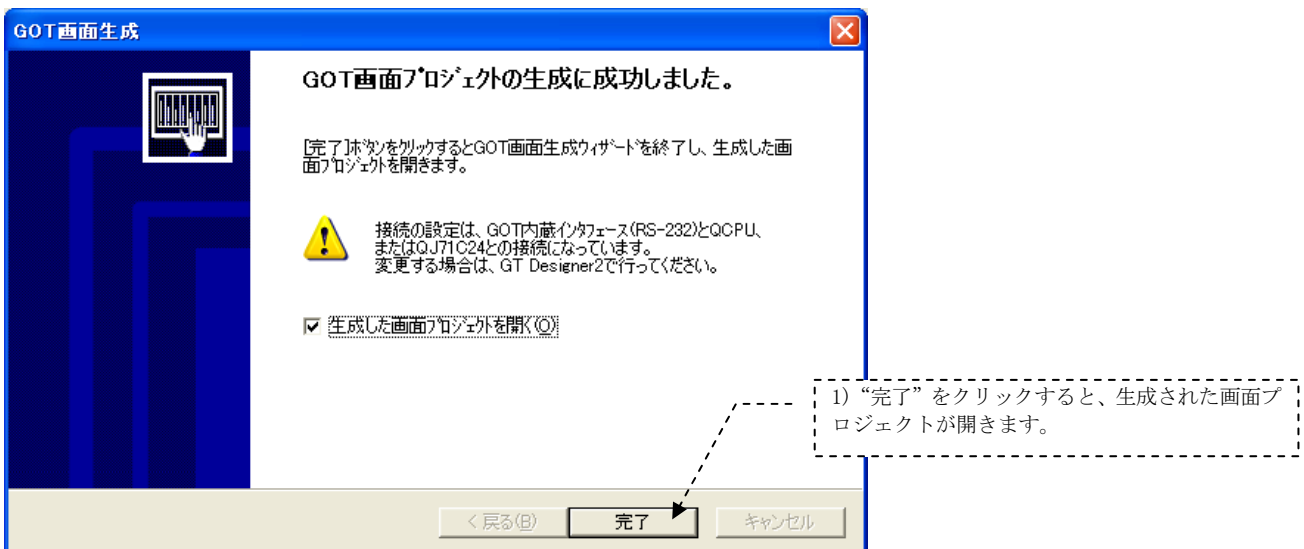 GOT画面生成
GOT画面ﾌﾟﾛｼﾞｪｸﾄの生成に成功しました。
[完了]ﾎﾞﾀﾝをｸﾘｯｸするとGOT画面生成ｳｨｻﾞｰﾄﾞを終了し、生成した画
面ﾌﾟﾛｼﾞｪｸﾄを開きます。
接続の設定は、GOT内蔵ｲﾝﾀﾌｪｰｽ(RS-232)とQCPU、
またはQJ71C24との接続になっています。
変更する場合は、GT Designer2で行ってください。
生成した画面ﾌﾟﾛｼﾞｪｸﾄを開く(O)
1) “完了” をクリックすると、生成された画面プ
ロジェクトが開きます。
< 戻る(B) 完了 キャンセル